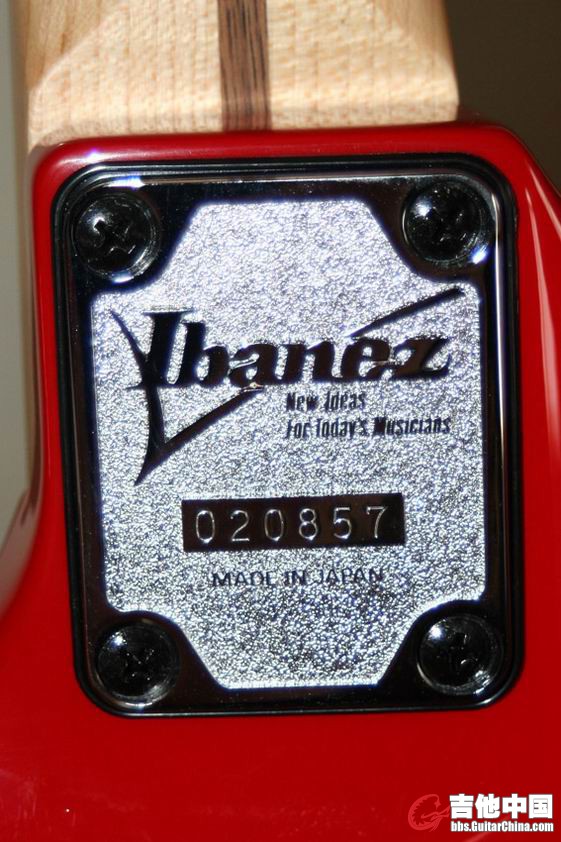 Ibanez
New Ideas
For Today's Musicians
020857
MADE IN JAPAN
吉他中国
bbs.GuitarChina.com